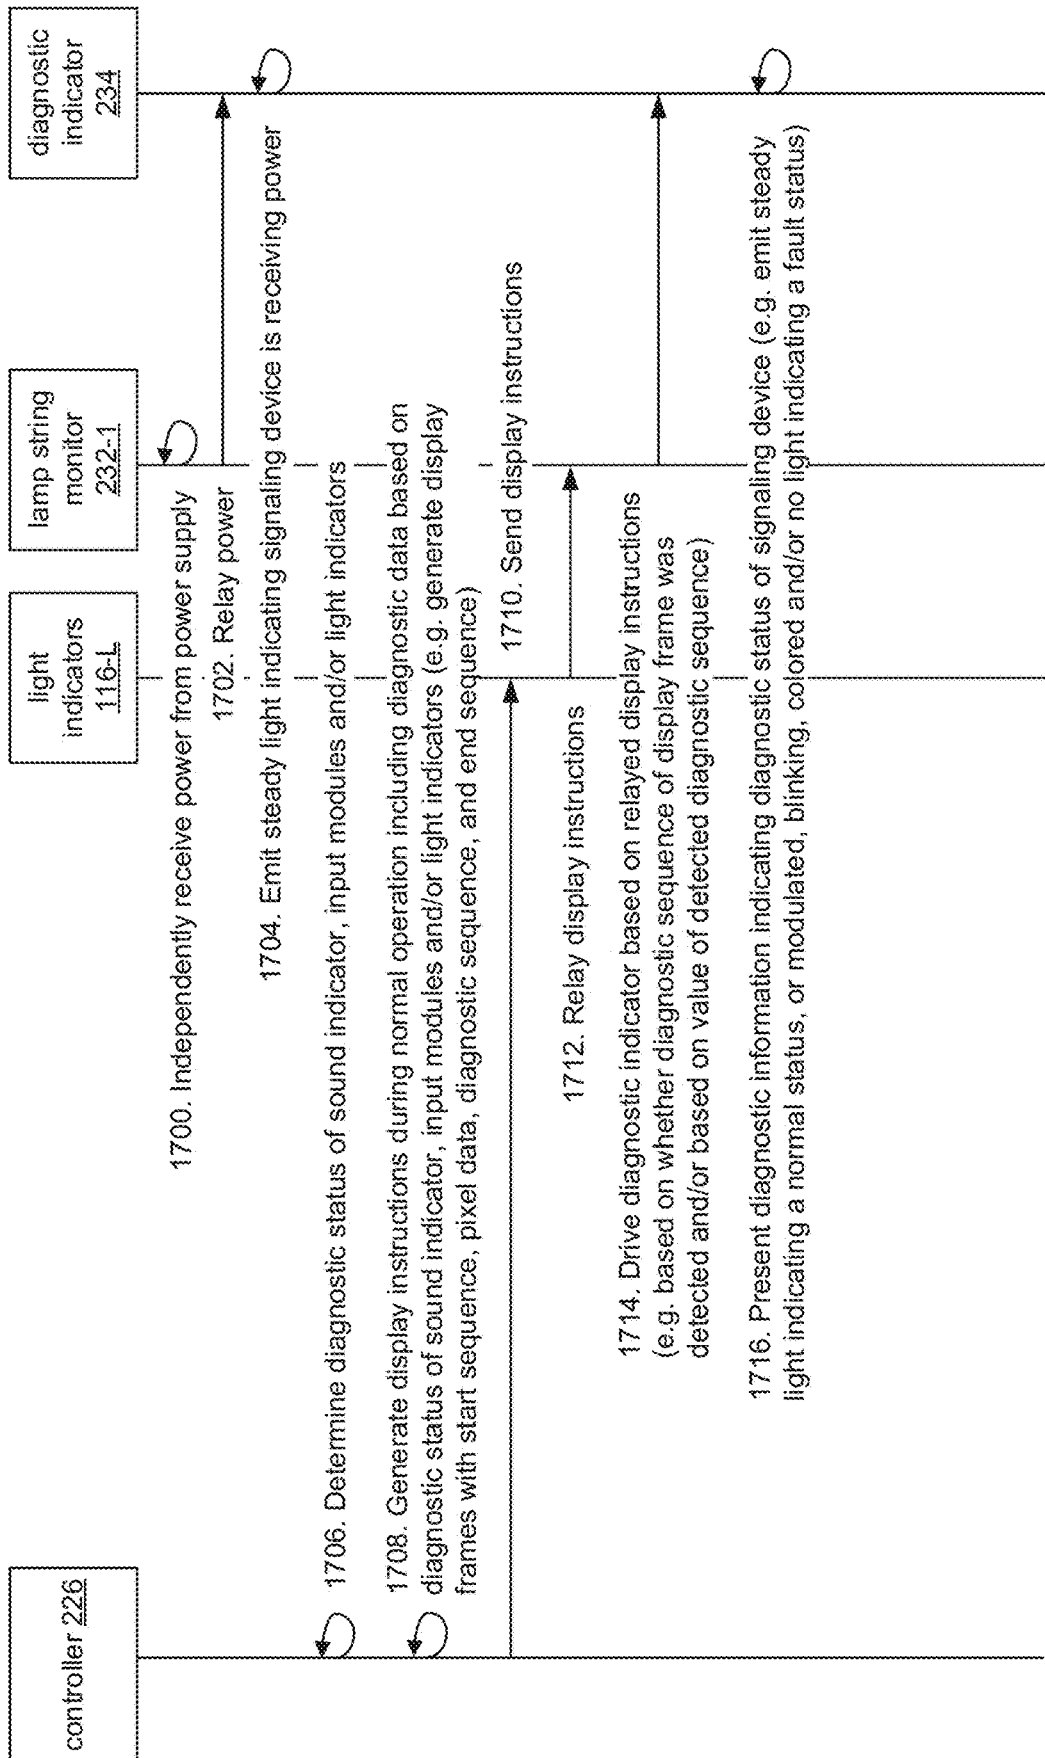 controller 226
light
indicators
116-L
lamp string
monitor
232-1
diagnostic
indicator
234
1700. Independently receive power from power supply
1702. Relay power
1704. Emit steady light indicating signaling device is receiving power
1706. Determine diagnostic status of sound indicator, input modules and/or light indicators
1708. Generate display instructions during normal operation including diagnostic data based on
diagnostic status of sound indicator, input modules and/or light indicators (e.g. generate display
frames with start sequence, pixel data, diagnostic sequence, and end sequence)
1710. Send display instructions
1712. Relay display instructions
1714. Drive diagnostic indicator based on relayed display instructions
(e.g. based on whether diagnostic sequence of display frame was
detected and/or based on value of detected diagnostic sequence)
1716. Present diagnostic information indicating diagnostic status of signaling device (e.g. emit steady
light indicating a normal status, or modulated, blinking, colored and/or no light indicating a fault status)